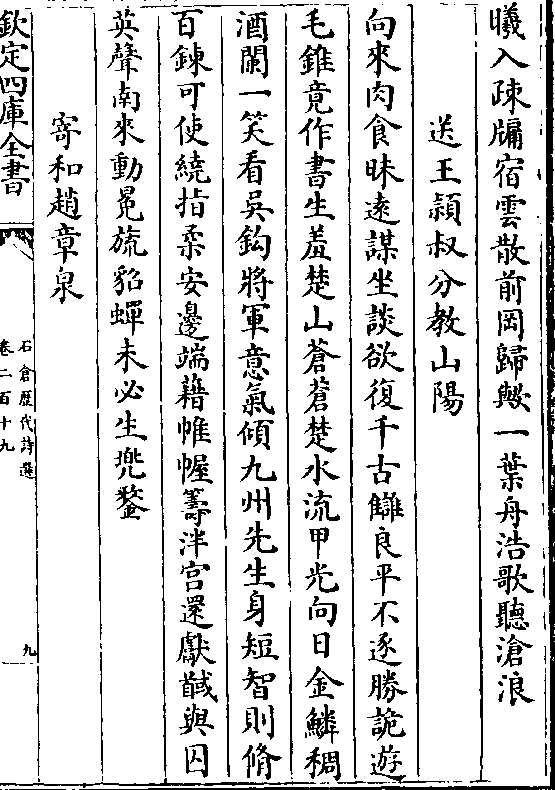 曦入疎牖宿雲散前岡歸歟一葉舟浩歌聽滄浪
送王潁叔分教山陽
向來肉食昧逺謀坐談欲復千古讎良平不逐勝詭遊
毛錐竟作書生羞楚山蒼蒼楚水流甲光向日金鱗稠
酒闌一笑看吳鈎將軍意氣傾九州先生身短智則脩
百鍊可使繞指柔安邊端藉帷幄籌泮宮還獻馘與囚
英聲南來動冕旒貂蟬未必生兜鍪
寄和趙章泉
欽定四庫全書
石倉歷代詩選
卷二百十九
九